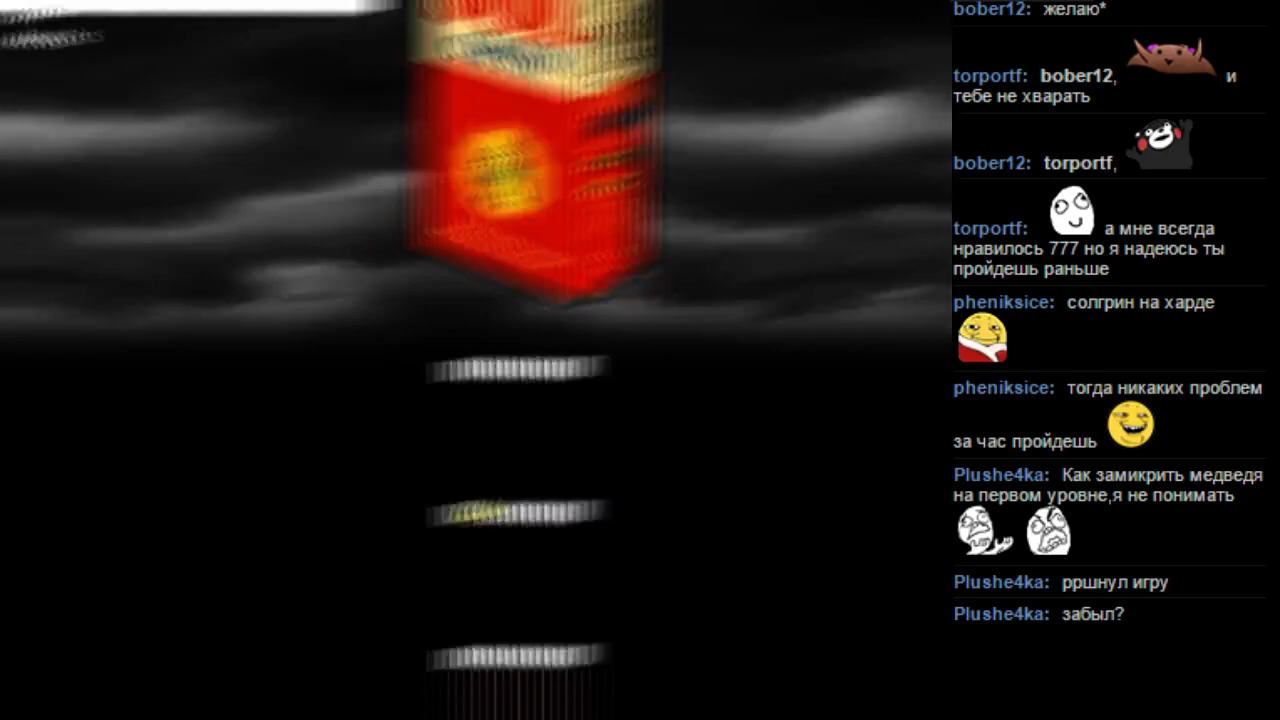 bober12: желаю*
torportf: bober12, и
тебе не хварать
bober12: torportf,
torportf: а мне всегда
нравилось 777 но я надеюсь ты
пройдешь раньше
pheniksice: солгрин на харде
pheniksice: тогда никаких проблем
за час пройдешь
Plushe4ka: Как замикрить медведя
на первом уровне,я не понимать
Plushe4ka: рршнул игру
Plushe4ka: забыл?